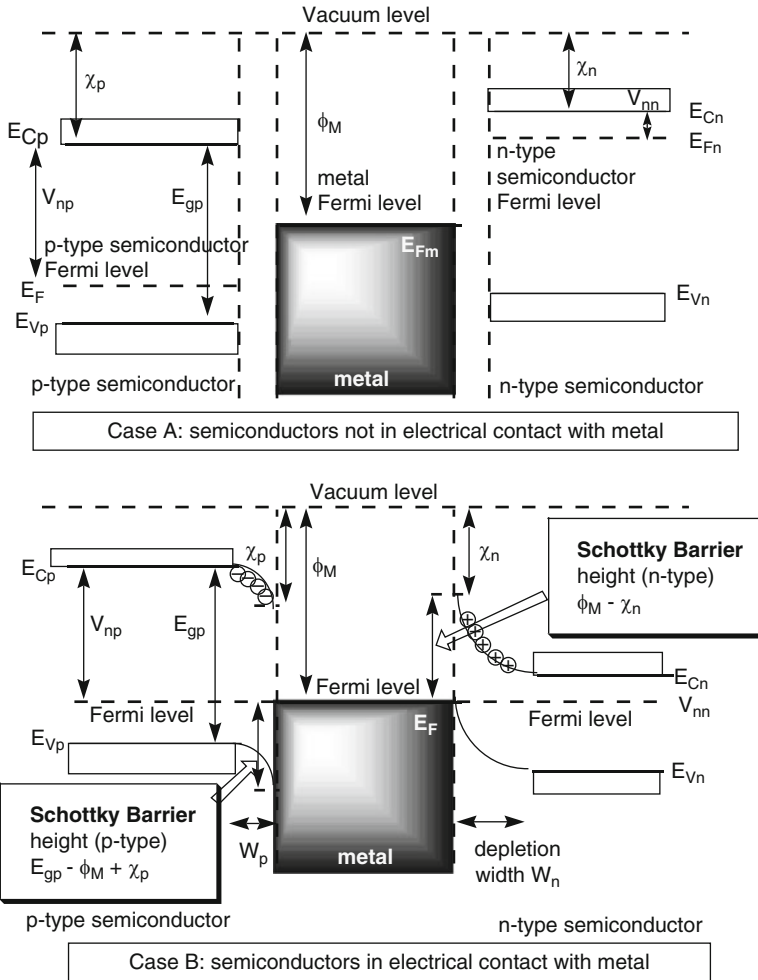 Vacuum level
χp
χn
Vnn
ECp
ϕM
ECn
EFn
n-type
semiconductor
Fermi level
metal
Fermi level
Vnp
Egp
p-type semiconductor
Fermi level
EFm
EF
EVn
EVp
metal
p-type semiconductor
n-type semiconductor
Case A: semiconductors not in electrical contact with metal
Vacuum level
χp
χn
ϕM
Schottky Barrier
height (n-type)
ϕM - χn
ECp
Vnp
Egp
ECn
Fermi level
Vnn
Fermi level
EF
Fermi level
EVp
EVn
Schottky Barrier
height (p-type)
Egp - ϕM + χp
Wp
metal
depletion
width Wn
p-type semiconductor
n-type semiconductor
Case B: semiconductors in electrical contact with metal